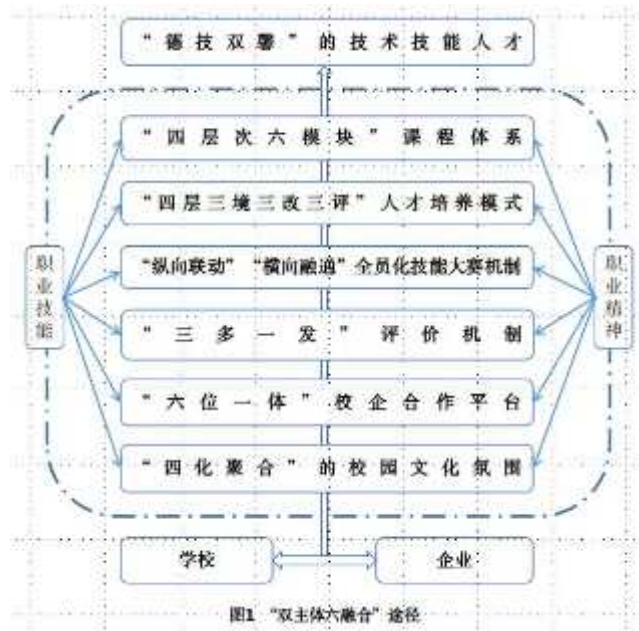 “德技双馨”的技术技能人才
“四层次六模块”课程体系
“四层三境三改三评”人才培养模式
“纵向联动”“横向融通”全员化技能大赛机制
“三多一发”评价机制
“六位一体”校企合作平台
“四化聚合”的校园文化氛围
职业技能
职业精神
学校
企业
图1 “双主体六融合”途径